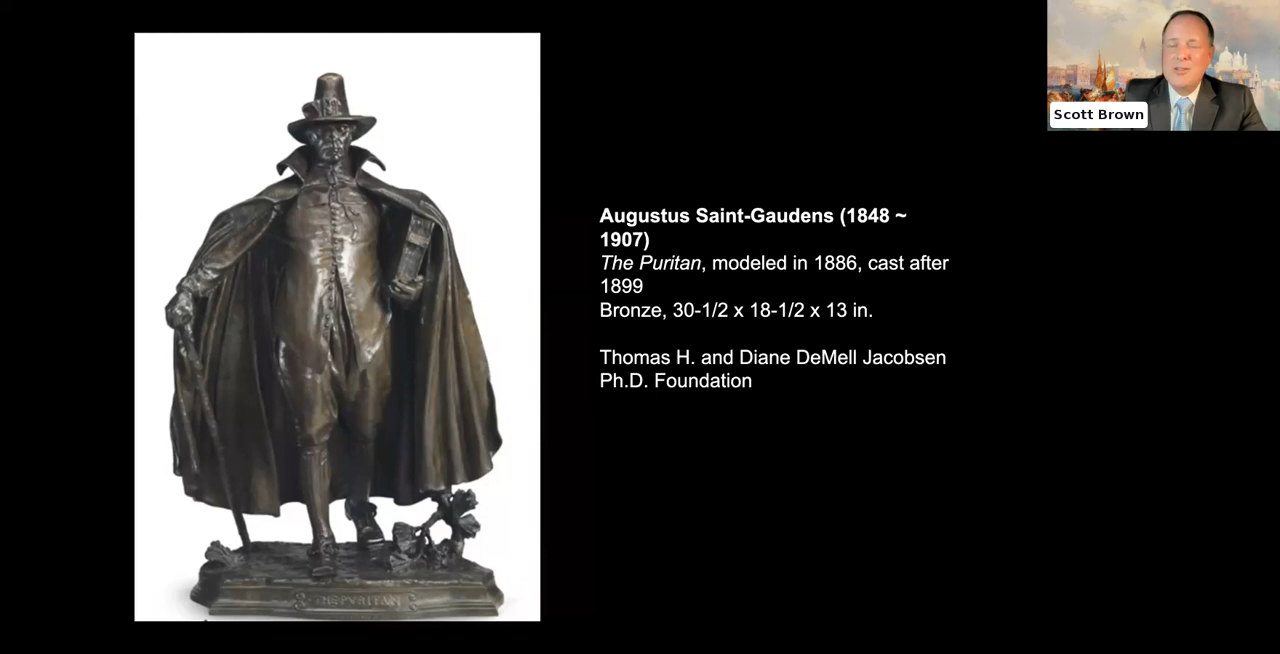 Augustus Saint-Gaudens (1848 ~
1907)
The Puritan, modeled in 1886, cast after
1899
Bronze, 30-1/2 x 18-1/2 x 13 in.
Thomas H. and Diane DeMell Jacobsen
Ph.D. Foundation
Scott Brown
THE PVRITAN